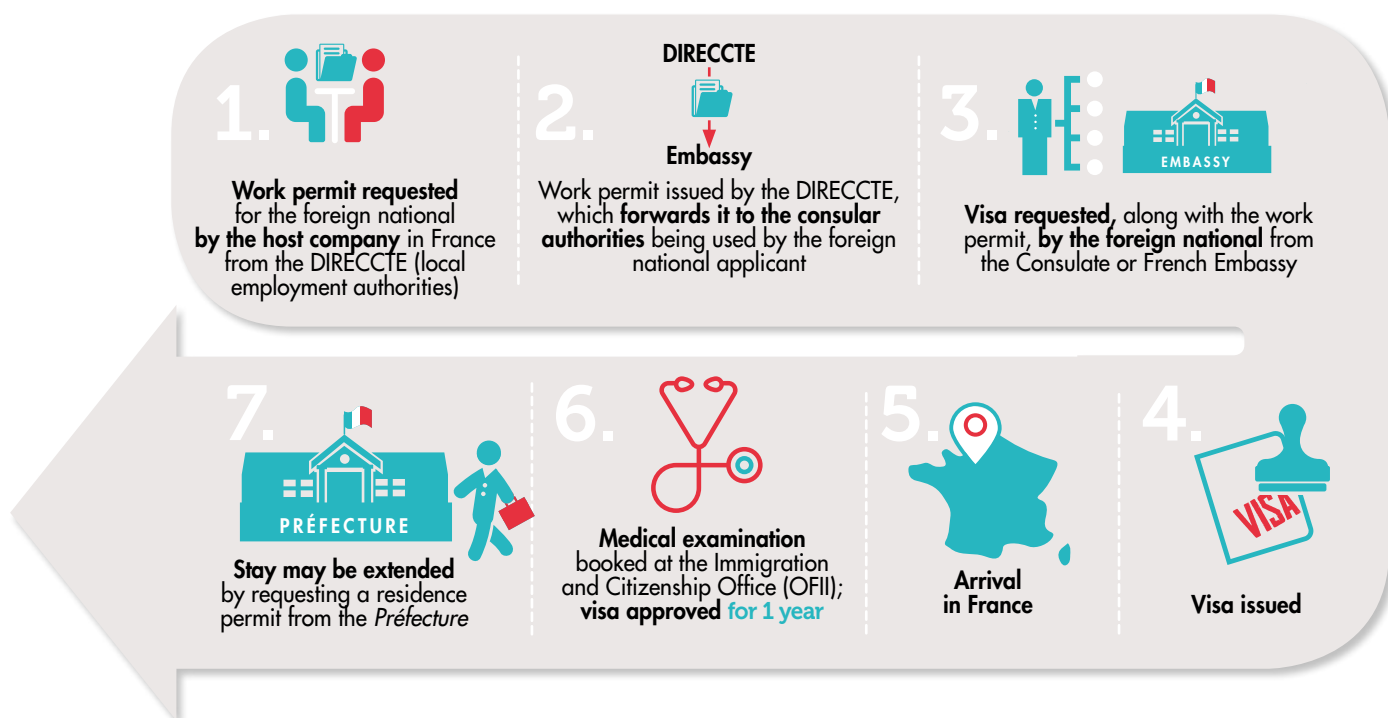 1.
Work permit requested
for the foreign national
by the host company in France
from the DIRECCTE (local
employment authorities)
2.
DIRECCTE
Embassy
Work permit issued by the DIRECCTE,
which forwards it to the consular
authorities being used by the foreign
national applicant
3.
EMBASSY
Visa requested, along with the work
permit, by the foreign national from
the Consulate or French Embassy
4.
VISA
Visa issued
5.
Arrival
in France
6.
Medical examination
booked at the Immigration
and Citizenship Office (OFII);
visa approved for 1 year
7.
PRÉFECTURE
Stay may be extended
by requesting a residence
permit from the Préfecture